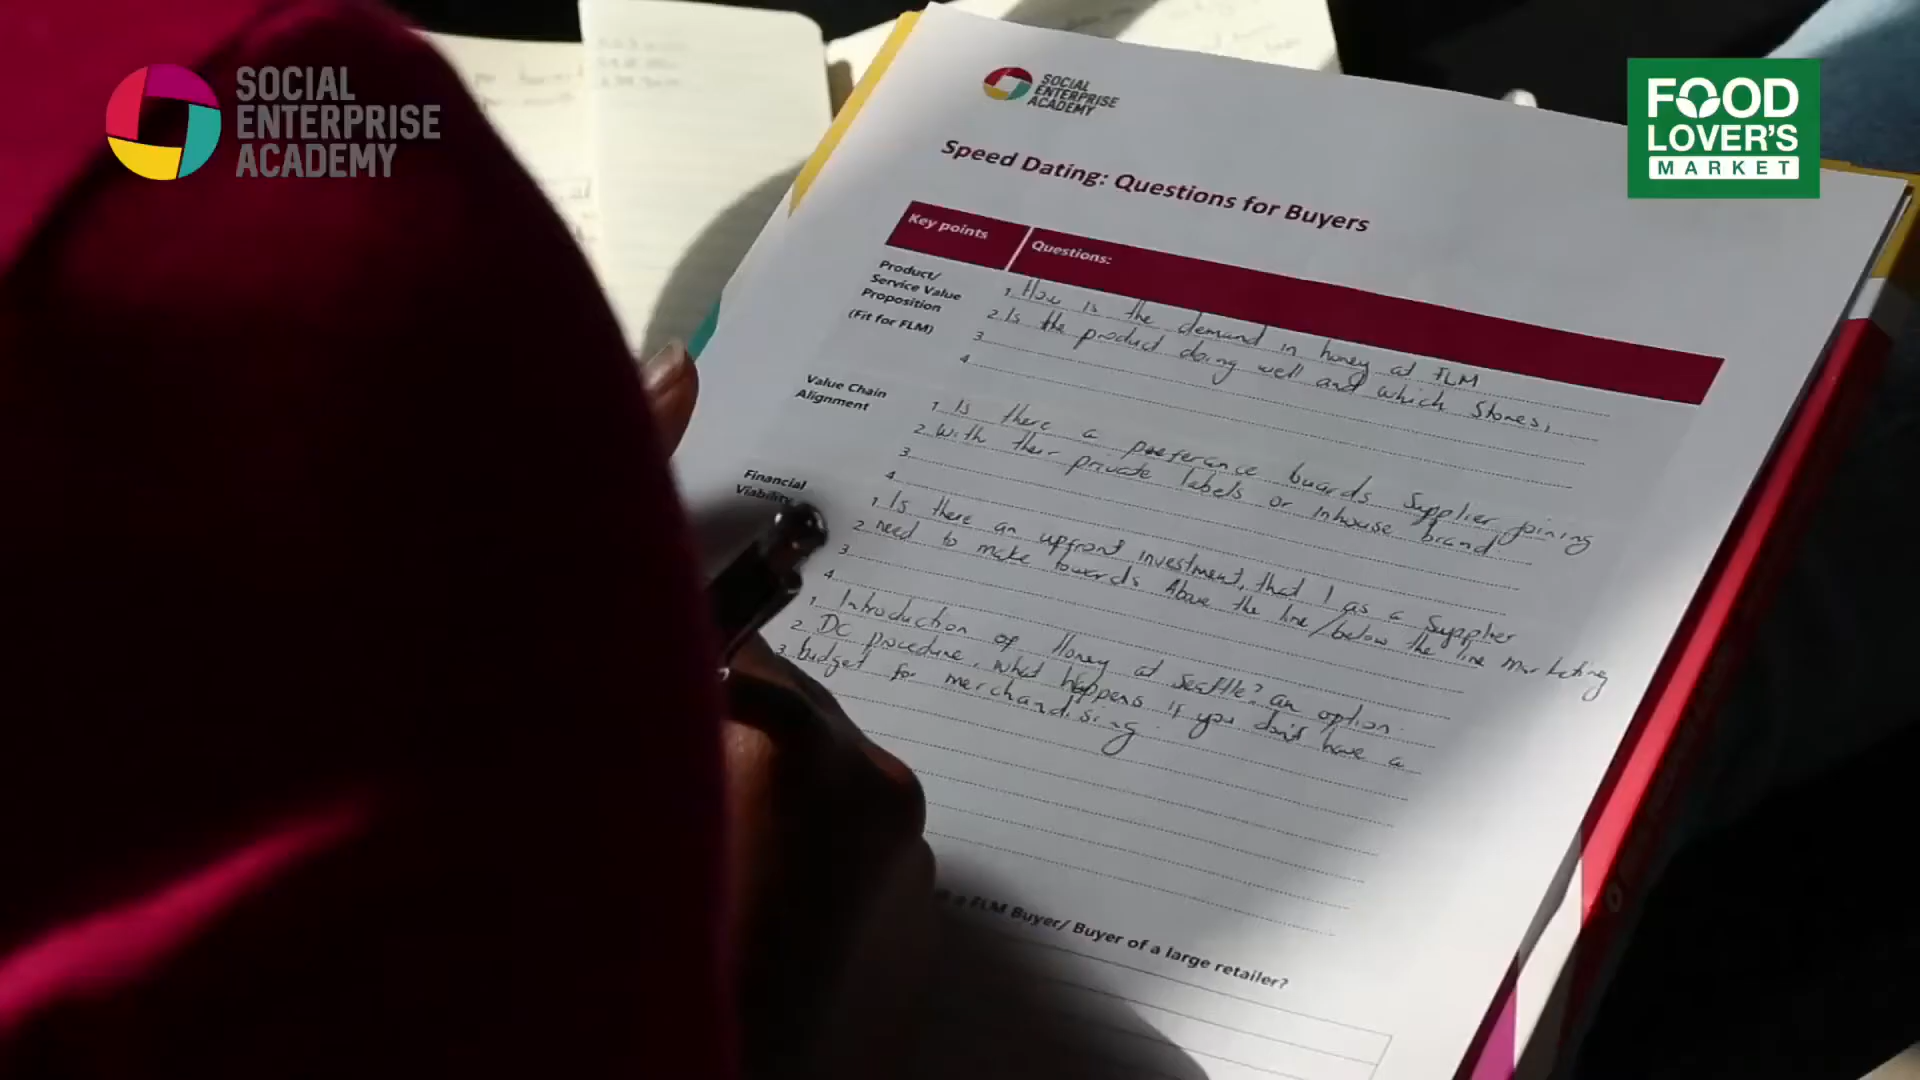 SOCIAL
ENTERPRISE
ACADEMY
FOOD
LOVER'S
MARKET
SOCIAL
ENTERPRISE
ACADEMY
Speed Dating: Questions for Buyers
Key points
Questions:
Product/
Service Value
Proposition
(Fit for FLM)
1. How is the demand in honey at FLM
2. Is the product doing well and which stores,
3.
4.
Value Chain
Alignment
1. Is there a preference buards supplier joining
2. With their private labels or inhouse brand
3.
4.
Financial
Viability
1. Is there an upfront investment, that I as a supplier
2. need to make towards Above the line/below the line marketing
3.
4.
1. Introduction of Honey at Seattle? an option.
2. DC procedure, what happens if you don't have a
3. budget for merchandising.
a FLM Buyer/ Buyer of a large retailer?